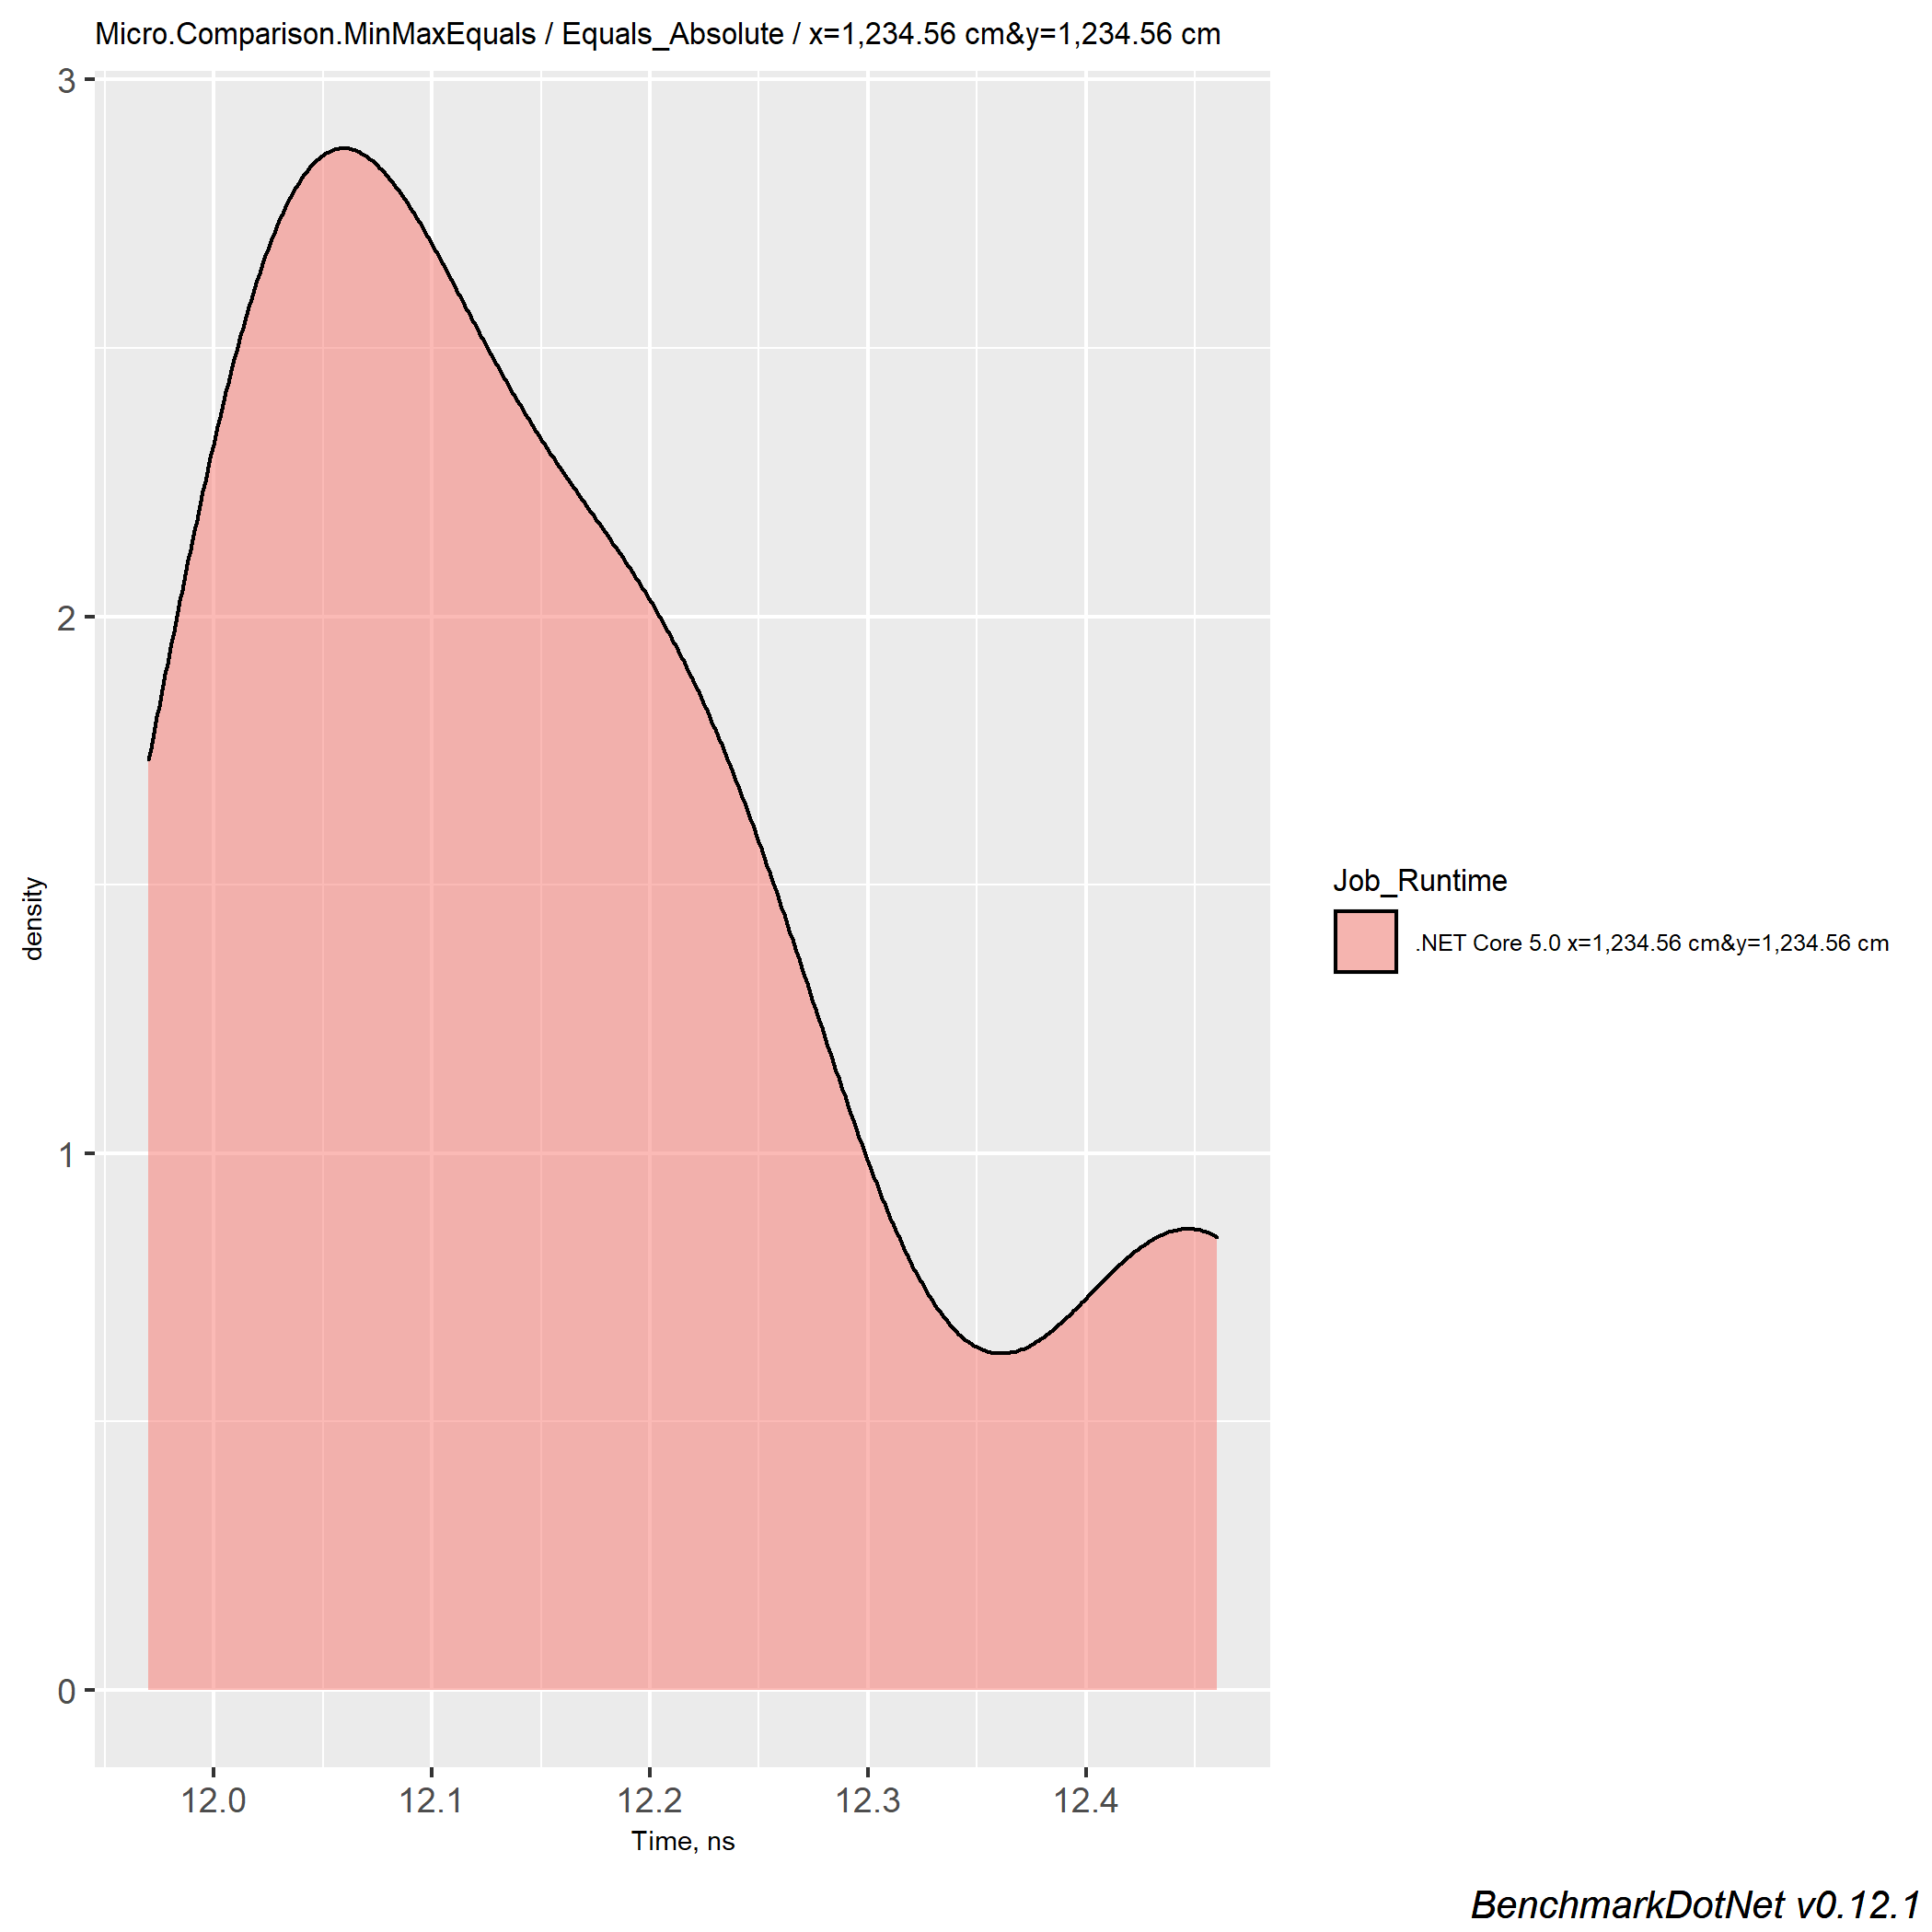 Micro.Comparison.MinMaxEquals / Equals_Absolute / x=1,234.56 cm&y=1,234.56 cm
3
2
1
0
density
12.0 12.1 12.2 12.3 12.4
Time, ns
Job_Runtime
.NET Core 5.0 x=1,234.56 cm&y=1,234.56 cm
BenchmarkDotNet v0.12.1